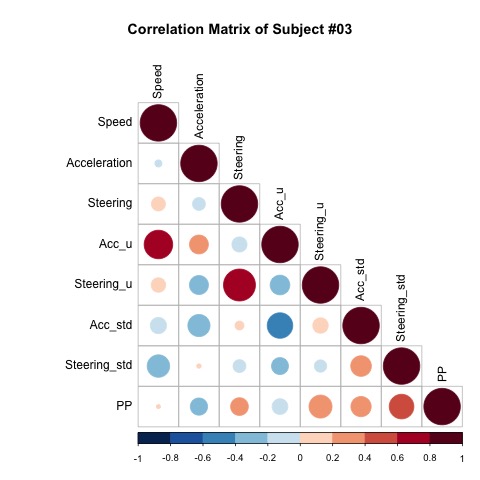 Correlation Matrix of Subject #03
Speed
Acceleration
Steering
Acc_u
Steering_u
Acc_std
Steering_std
PP
Speed
Acceleration
Steering
Acc_u
Steering_u
Acc_std
Steering_std
PP
-1 -0.8 -0.6 -0.4 -0.2 0 0.2 0.4 0.6 0.8 1